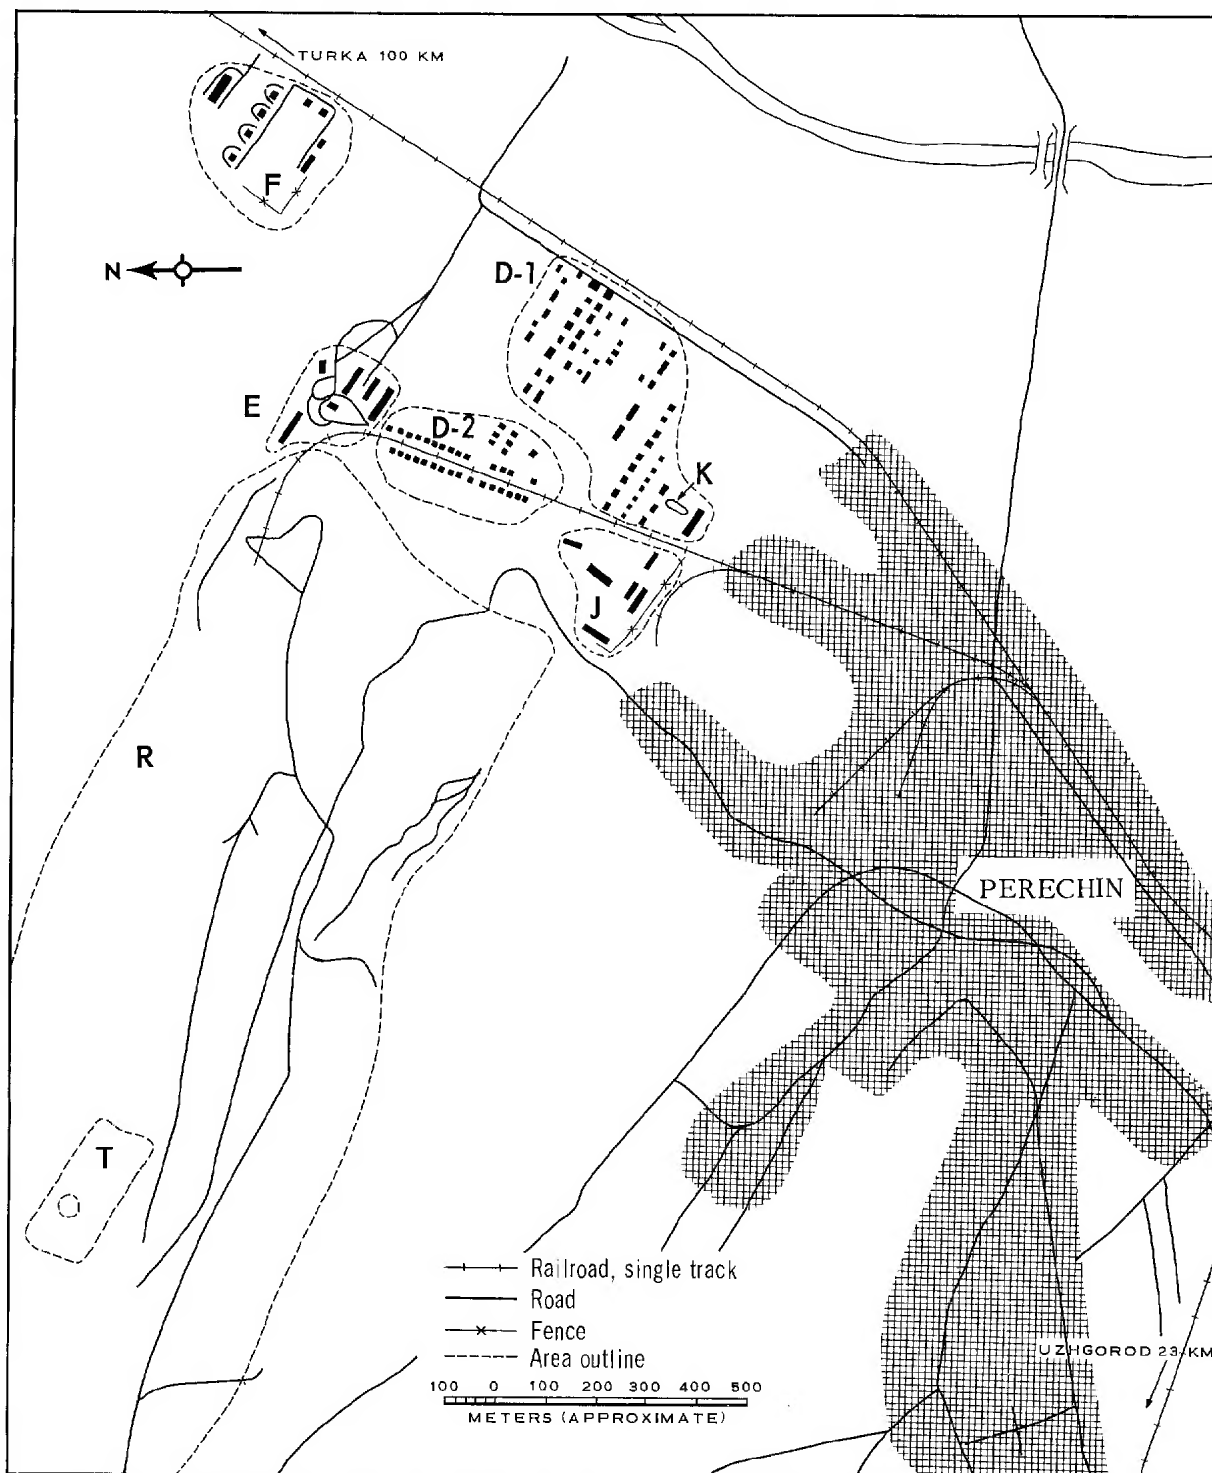 TURKA 100 KM
F
N
D-1
E
D-2
K
J
R
PERECHIN
T
Railroad, single track
Road
Fence
Area outline
UZHGOROD 23 KM
100 0 100 200 300 400 500
METERS (APPROXIMATE)